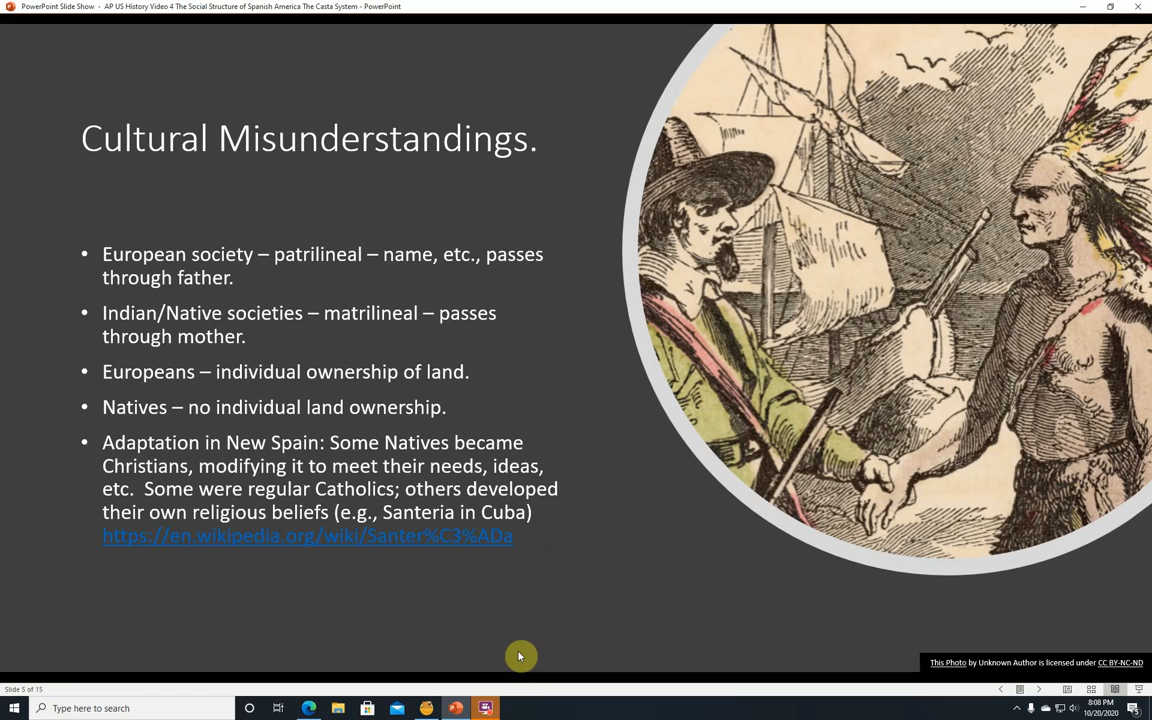 PowerPoint Slide Show - AP US History Video 4 The Social Structure of Spanish America The Casta System - PowerPoint
Cultural Misunderstandings.
• European society – patrilineal – name, etc., passes
through father.
• Indian/Native societies – matrilineal – passes
through mother.
• Europeans – individual ownership of land.
• Natives – no individual land ownership.
• Adaptation in New Spain: Some Natives became
Christians, modifying it to meet their needs, ideas,
etc.  Some were regular Catholics; others developed
their own religious beliefs (e.g., Santeria in Cuba)
https://en.wikipedia.org/wiki/Santer%C3%ADa
This Photo by Unknown Author is licensed under CC BY-NC-ND
Slide 5 of 15
Type here to search
8:08 PM
10/20/2020
5